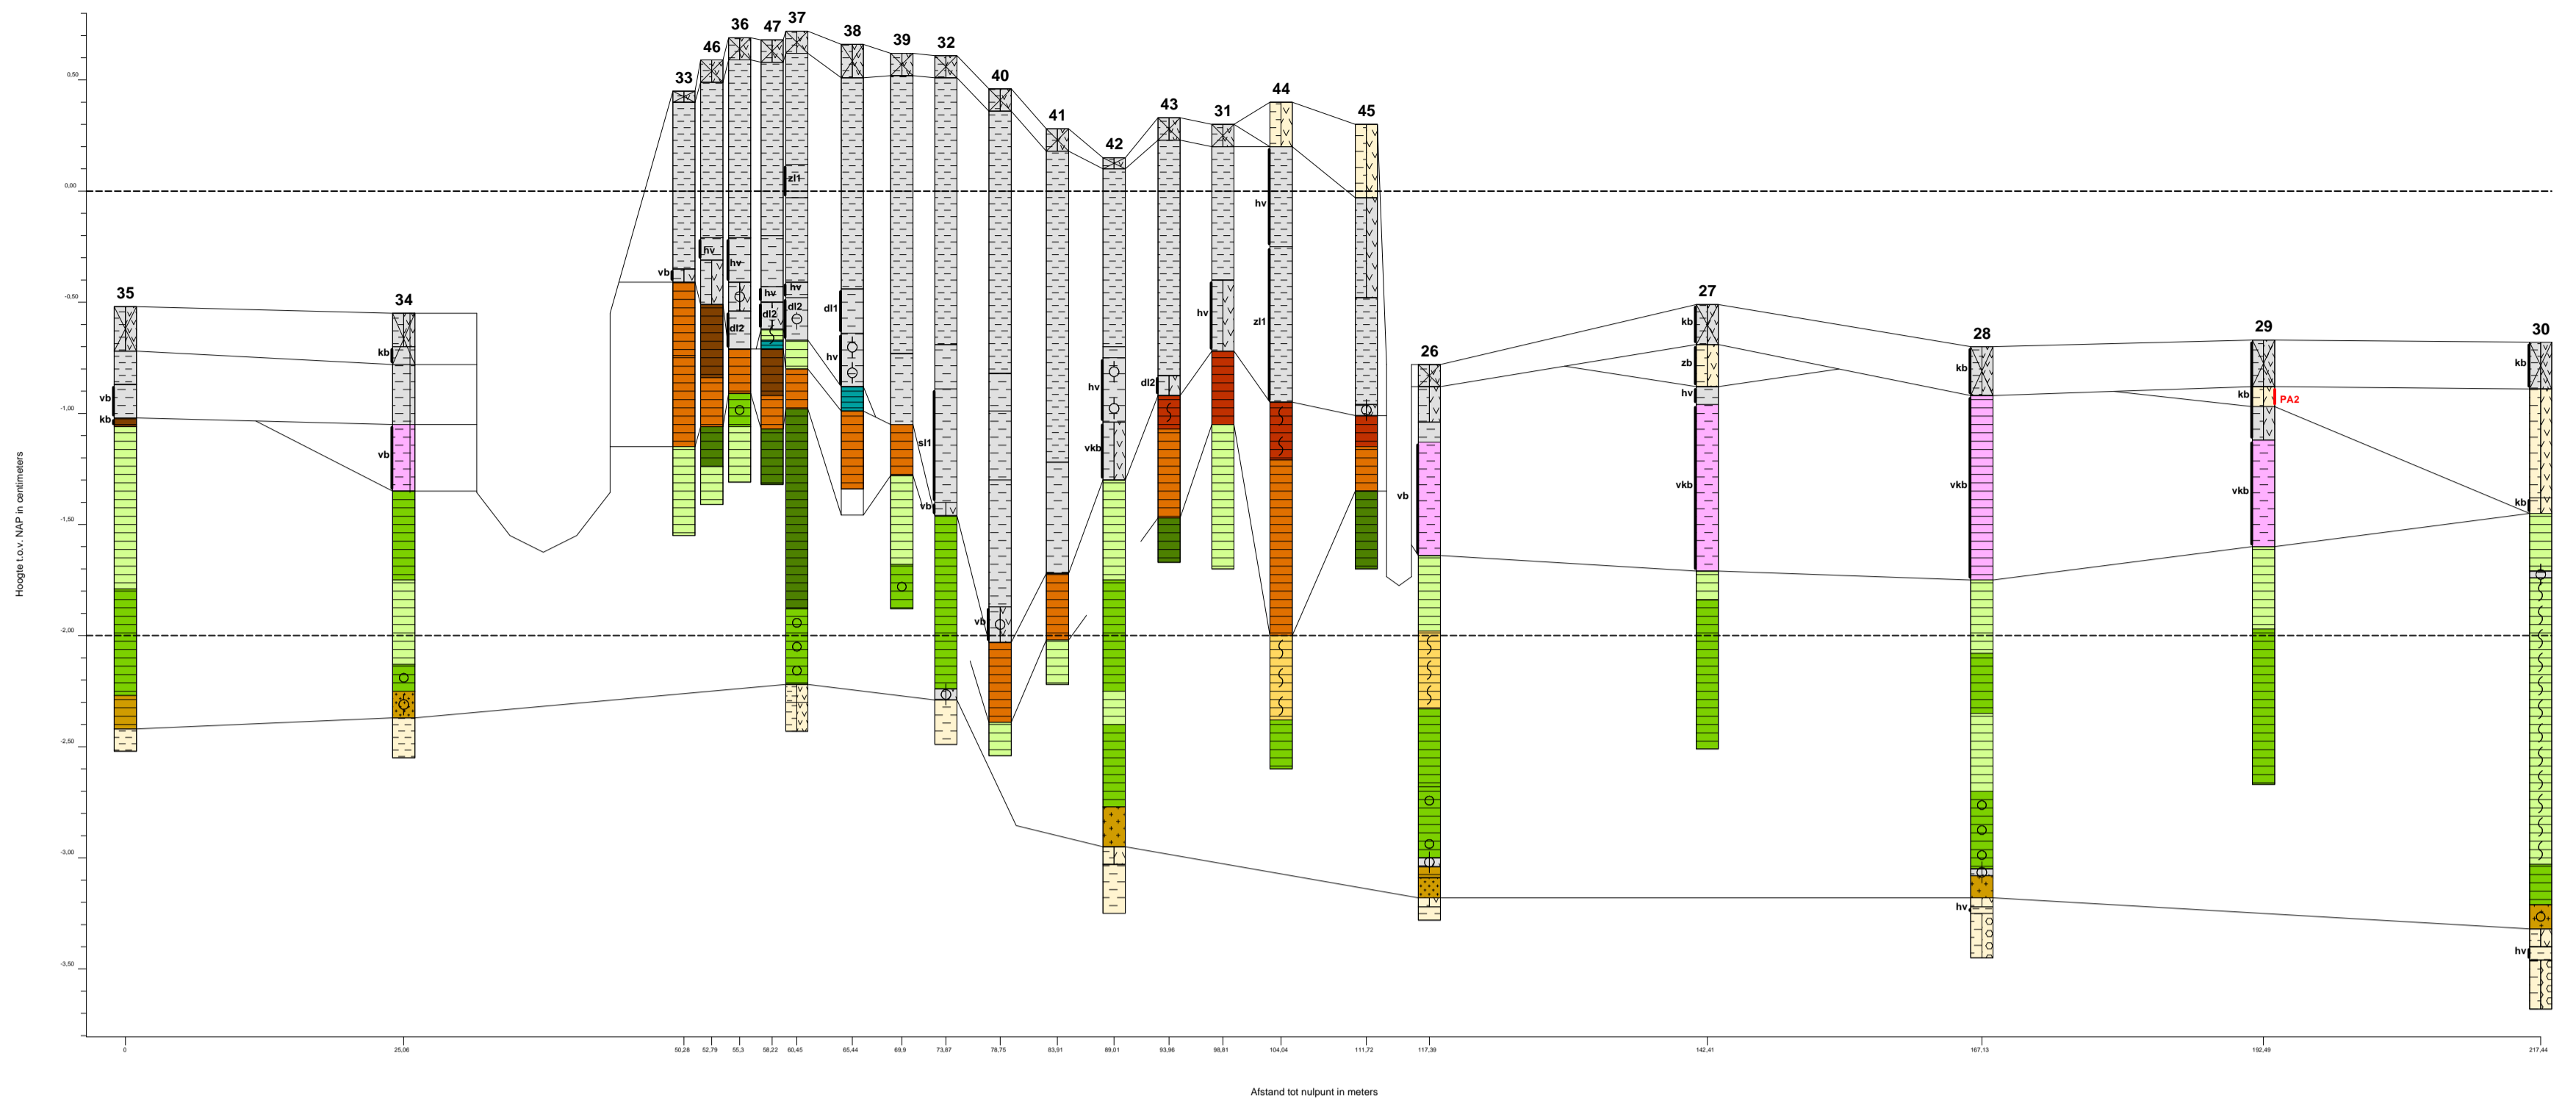 37
36
47
38
46
39
32
33
0,50
40
44
41
43
31
45
42
zl1
0,00
hv
hv
hv
vb
hv
hv
35
34
-0,50
dl2
dl1
hv
zl1
27
26
28
29
30
dl2
dl2
kb
hv
kb
zb
kb
kb
kb
vb
hv
dl2
hv
kb
PA2
-1,00
kb
vb
sl1
vkb
vkb
vkb
vkb
vb
vb
kb
-1,50
vb
-2,00
-2,50
-3,00
hv
hv
-3,50
Hoogte t.o.v. NAP in centimeters
0
25,06
50,28
52,79
55,3
58,22
60,45
65,44
69,9
73,87
78,75
83,91
89,01
93,96
98,81
104,04
111,72
117,39
142,41
167,13
192,49
217,44
Afstand tot nulpunt in meters